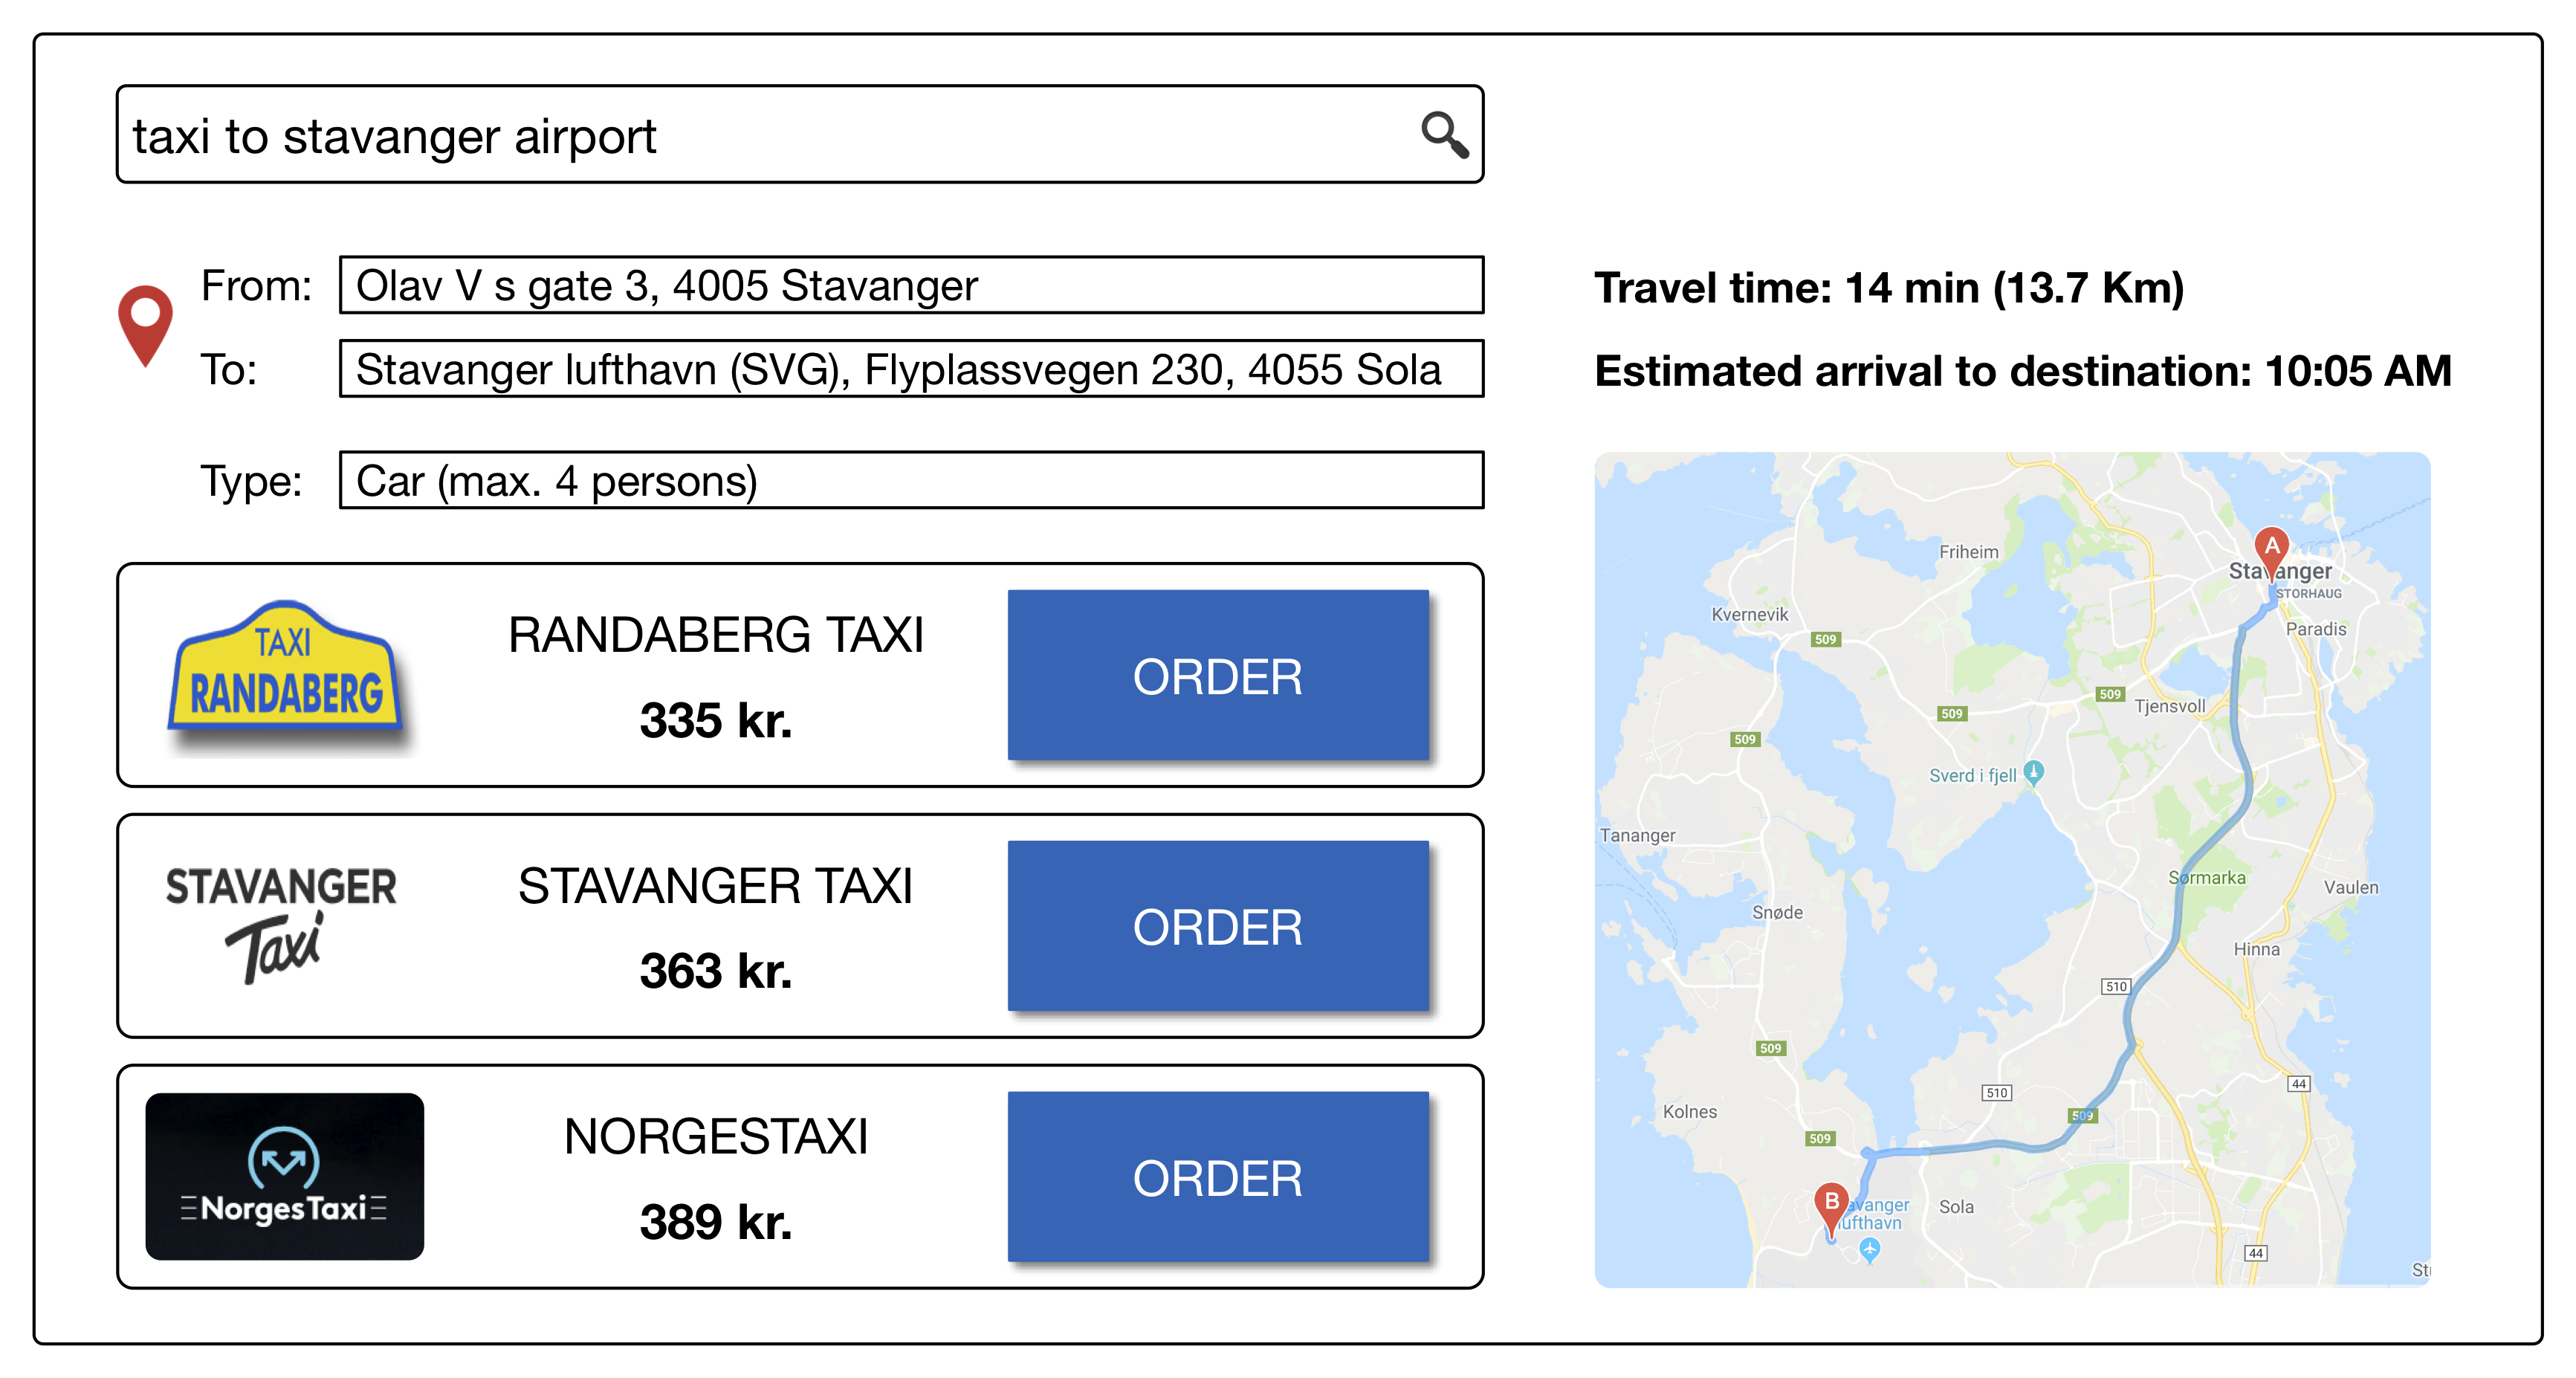 taxi to stavanger airport
From: Olav V s gate 3, 4005 Stavanger
To: Stavanger lufthavn (SVG), Flyplassvegen 230, 4055 Sola
Type: Car (max. 4 persons)
Travel time: 14 min (13.7 Km)
Estimated arrival to destination: 10:05 AM
TAXI
RANDABERG
RANDABERG TAXI
335 kr.
ORDER
STAVANGER
Taxi
STAVANGER TAXI
363 kr.
ORDER
NorgesTaxi
NORGESTAXI
389 kr.
ORDER
A
Friheim
Stavanger
STORHAUG
Kvernevik
Paradis
509
509
Tjensvoll
509
509
Sverd i fjell
Tananger
Sørmarka
Vaulen
Snøde
Hinna
510
509
44
510
Kolnes
509
509
B
avanger
lufthavn
Sola
44
St